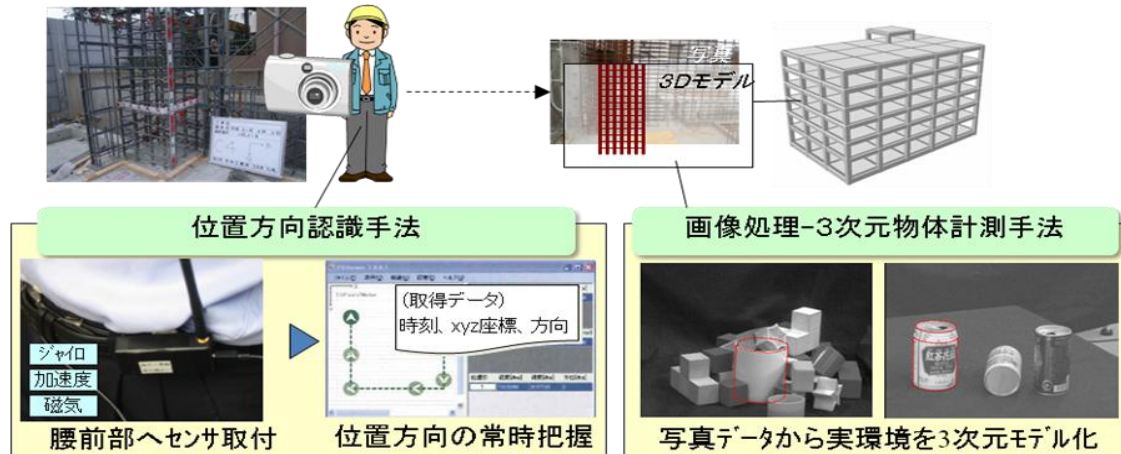 写真
3Dモデル
位置方向認識手法
画像処理-3次元物体計測手法
(取得データ)
時刻、xyz座標、方向
ジャイロ
加速度
磁気
腰前部へセンサ取付
位置方向の常時把握
写真データから実環境を3次元モデル化